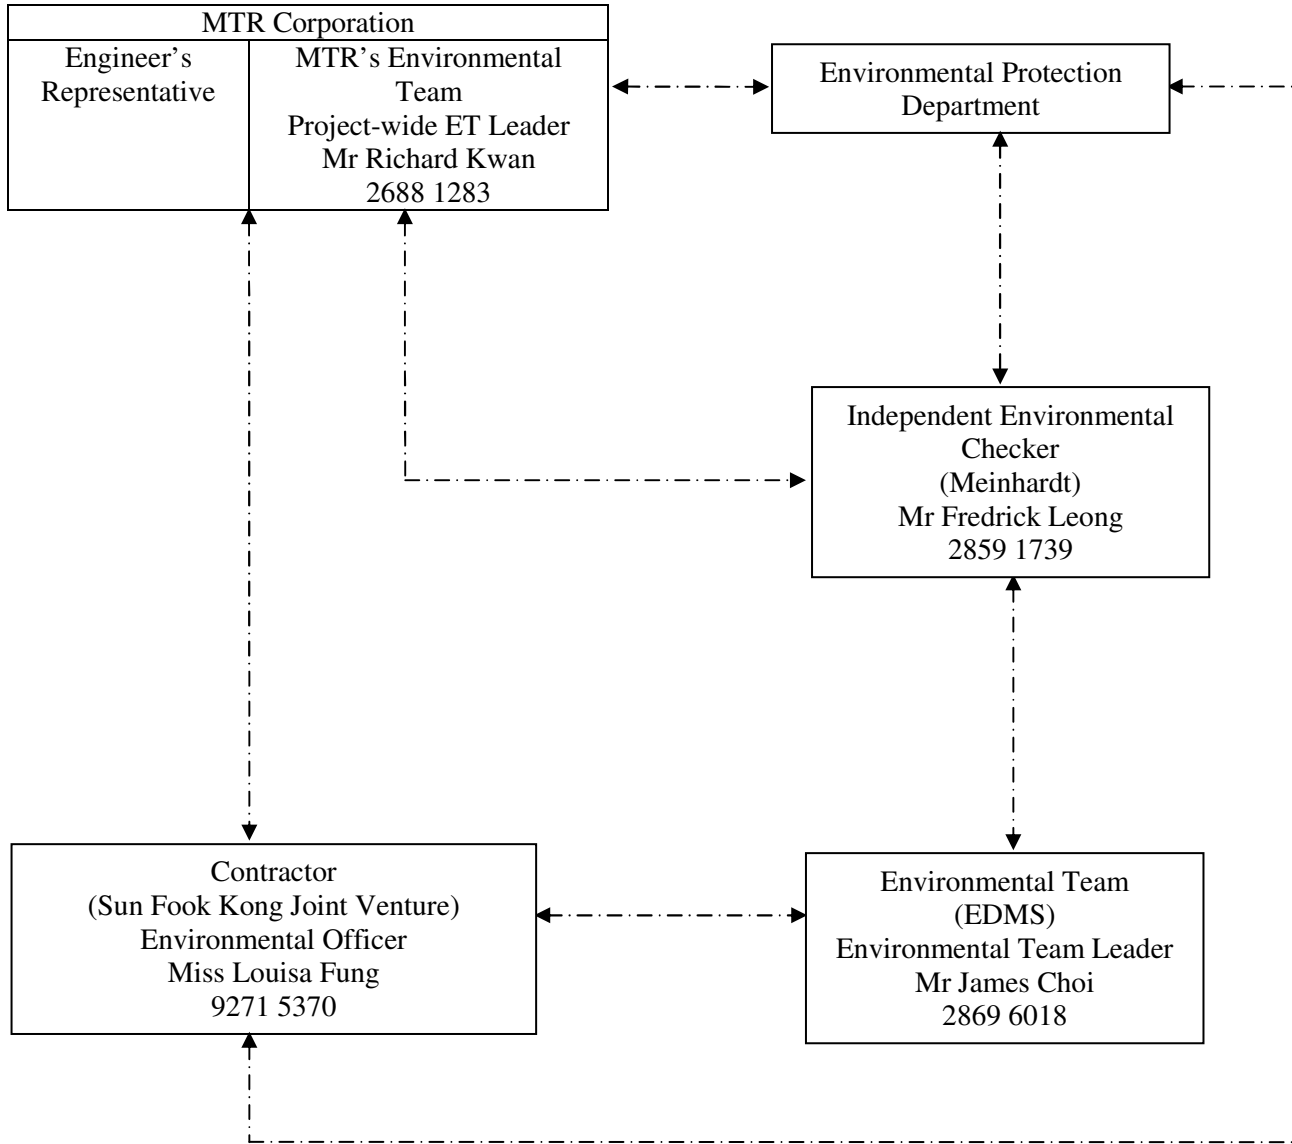 MTR Corporation
Engineer's
Representative
MTR's Environmental
Team
Project-wide ET Leader
Mr Richard Kwan
2688 1283
Environmental Protection
Department
Independent Environmental
Checker
(Meinhardt)
Mr Fredrick Leong
2859 1739
Contractor
(Sun Fook Kong Joint Venture)
Environmental Officer
Miss Louisa Fung
9271 5370
Environmental Team
(EDMS)
Environmental Team Leader
Mr James Choi
2869 6018